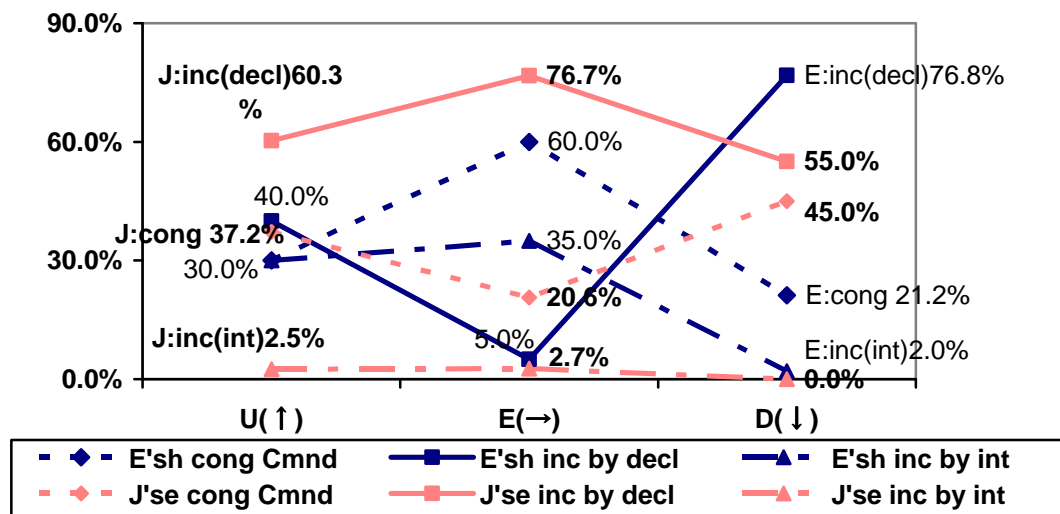 90.0%
J:inc(decl)60.3
%
76.7%
E:inc(decl)76.8%
60.0%
60.0%
55.0%
40.0%
45.0%
J:cong 37.2%
35.0%
30.0%
30.0%
20.6%
E:cong 21.2%
J:inc(int)2.5%
5.0%
2.7%
E:inc(int)2.0%
0.0%
0.0%
U(↑) E(→) D(↓)
E'sh cong Cmnd E'sh inc by decl E'sh inc by int
J'se cong Cmnd J'se inc by decl J'se inc by int